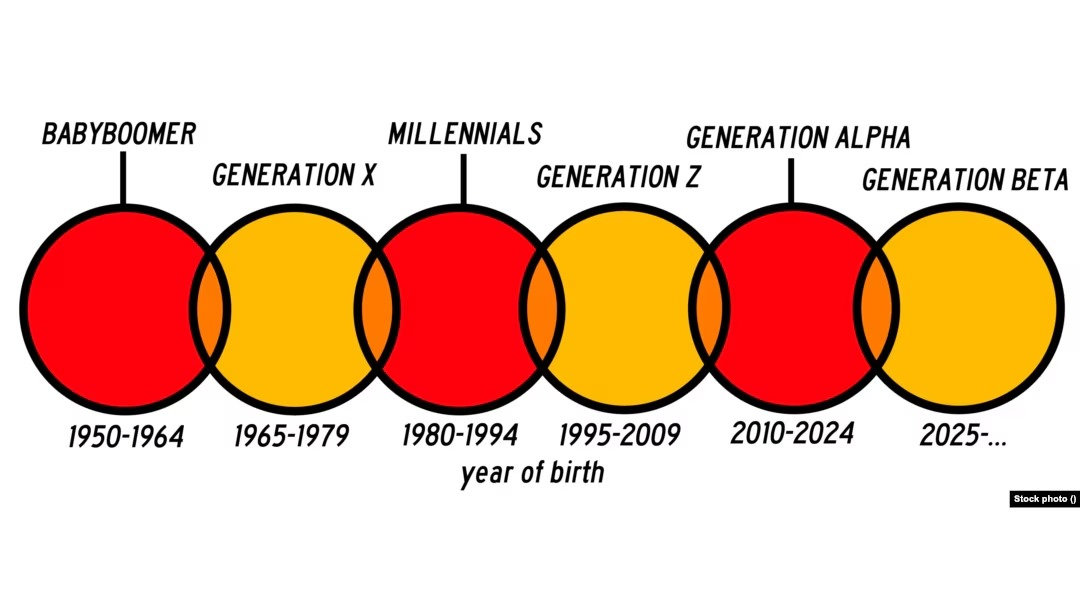 BABYBOOMER
GENERATION X
MILLENNIALS
GENERATION Z
GENERATION ALPHA
GENERATION BETA
1950-1964
1965-1979
1980-1994
1995-2009
2010-2024
2025-...
year of birth
Stock photo ()